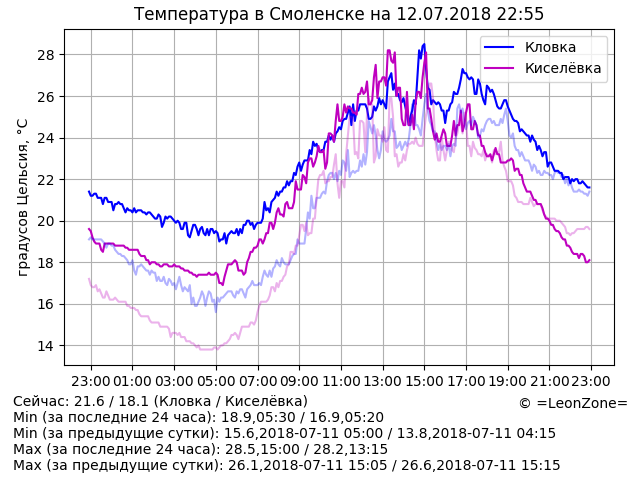 Температура в Смоленске на 12.07.2018 22:55
Кловка
Киселёвка
градусов Цельсия, °C
28
26
24
22
20
18
16
14
23:00 01:00 03:00 05:00 07:00 09:00 11:00 13:00 15:00 17:00 19:00 21:00 23:00
Сейчас: 21.6 / 18.1 (Кловка / Киселёвка)
© =LeonZone=
Min (за последние 24 часа): 18.9,05:30 / 16.9,05:20
Min (за предыдущие сутки): 15.6,2018-07-11 05:00 / 13.8,2018-07-11 04:15
Max (за последние 24 часа): 28.5,15:00 / 28.2,13:15
Max (за предыдущие сутки): 26.1,2018-07-11 15:05 / 26.6,2018-07-11 15:15